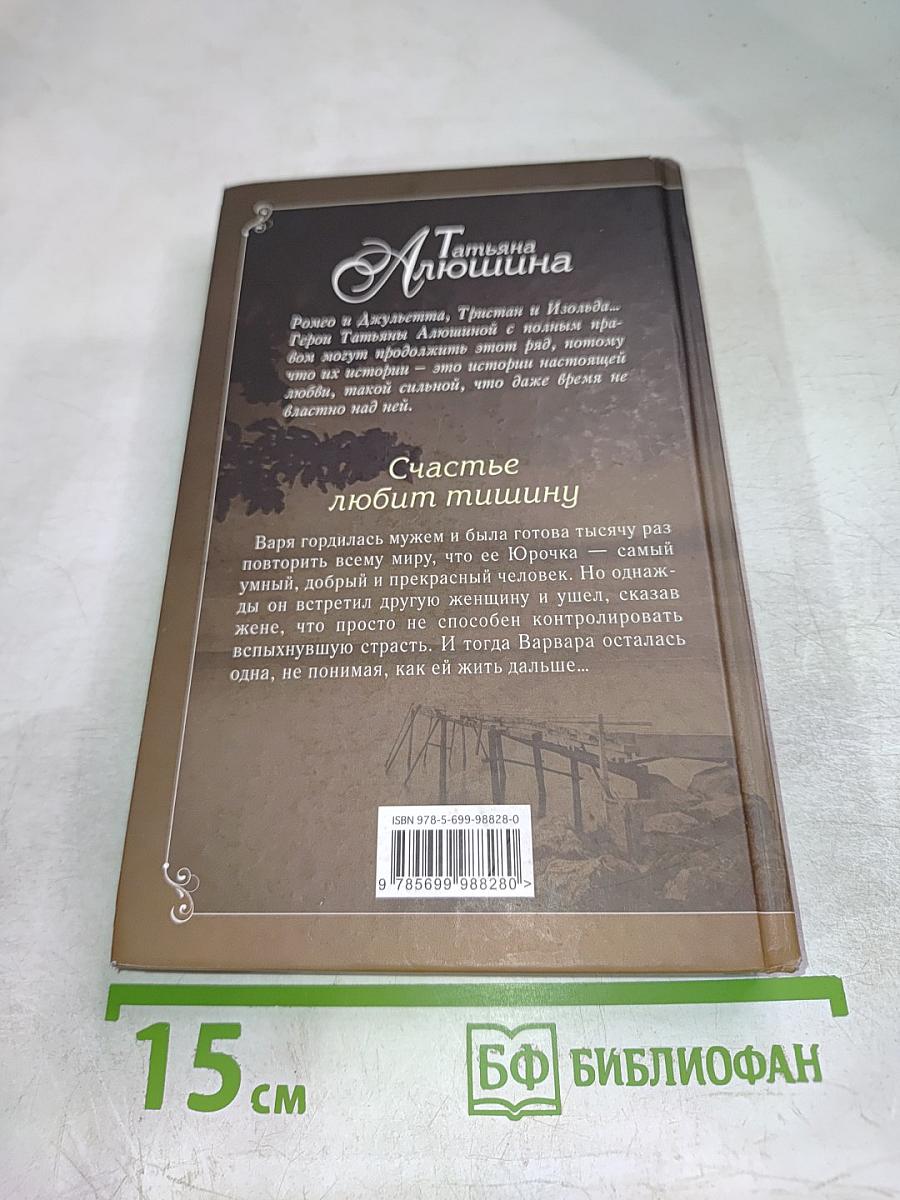 Татьяна
Алюшина
Ромео и Джульетта, Тристан и Изольда...
Герои Татьяны Алюшиной с полным пра-
вом могут продолжить этот ряд, потому
что их истории – это истории настоящей
любви, такой сильной, что даже время не
властно над ней.
Счастье
любит тишину
Варя гордилась мужем и была готова тысячу раз
повторить всему миру, что ее Юрочка — самый
умный, добрый и прекрасный человек. Но однаж-
ды он встретил другую женщину и ушел, сказав
жене, что просто не способен контролировать
вспыхнувшую страсть. И тогда Варвара осталась
одна, не понимая, как ей жить дальше...
ISBN 978-5-699-98828-0
9 785699 988280 >
15 см
БФ БИБЛИОФАН